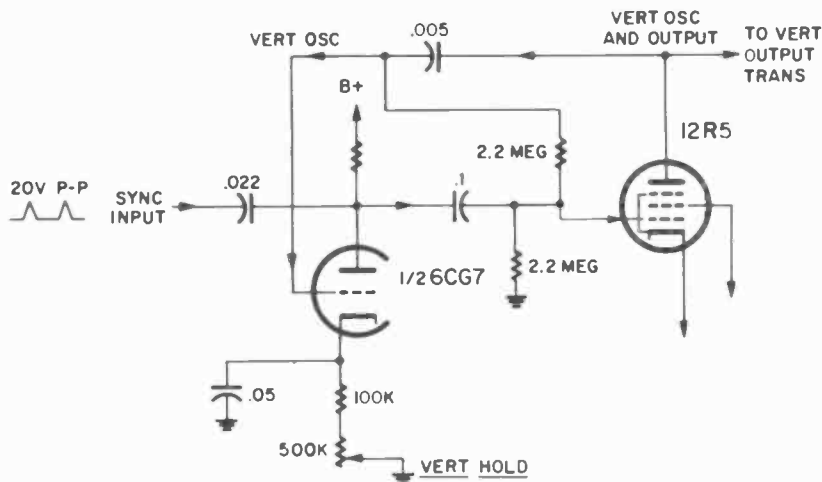 VERT OSC
.005
VERT OSC
AND OUTPUT
TO VERT
OUTPUT
TRANS
B+
12R5
2.2 MEG
20V P-P
SYNC
INPUT
.022
.1
1/2 6CG7
2.2 MEG
.05
100K
500K
VERT HOLD